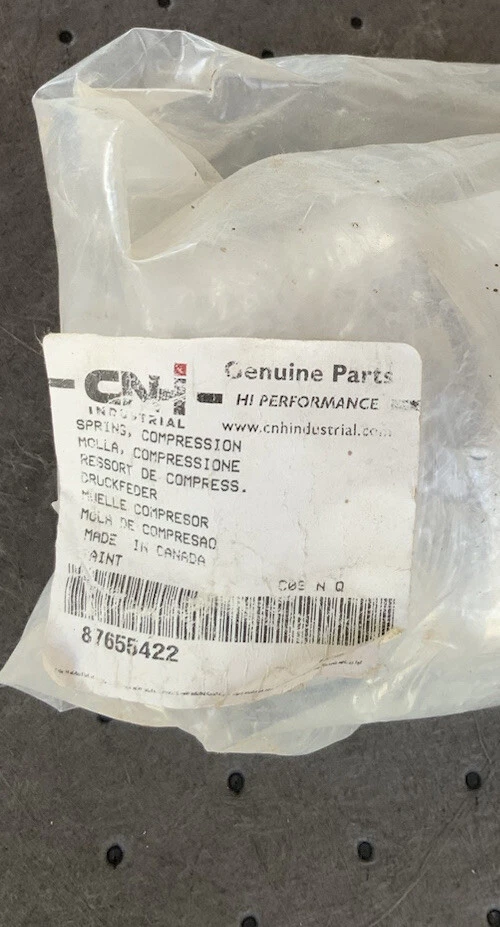 CNH
INDUSTRIAL
Genuine Parts
HI PERFORMANCE
www.cnhindustrial.com
SPRING, COMPRESSION
MOLLA, COMPRESSIONE
RESSORT DE COMPRESS.
DRUCKFEDER
MUELLE COMPRESOR
MOLA DE COMPRESAO
MADE IN CANADA
AINT
C09 N Q
87655422